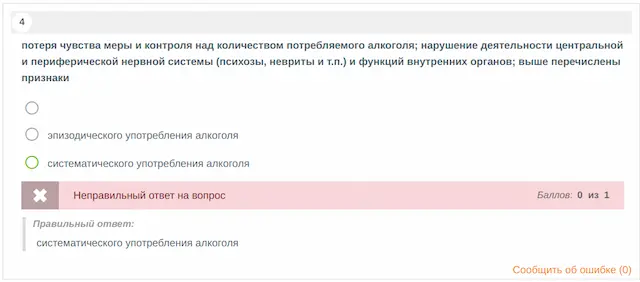 4
потеря чувства меры и контроля над количеством потребляемого алкоголя; нарушение деятельности центральной
и периферической нервной системы (психозы, невриты и т.п.) и функций внутренних органов; выше перечислены
признаки
эпизодического употребления алкоголя
систематического употребления алкоголя
Неправильный ответ на вопрос Баллов: 0 из 1
Правильный ответ:
систематического употребления алкоголя
Сообщить об ошибке (0)